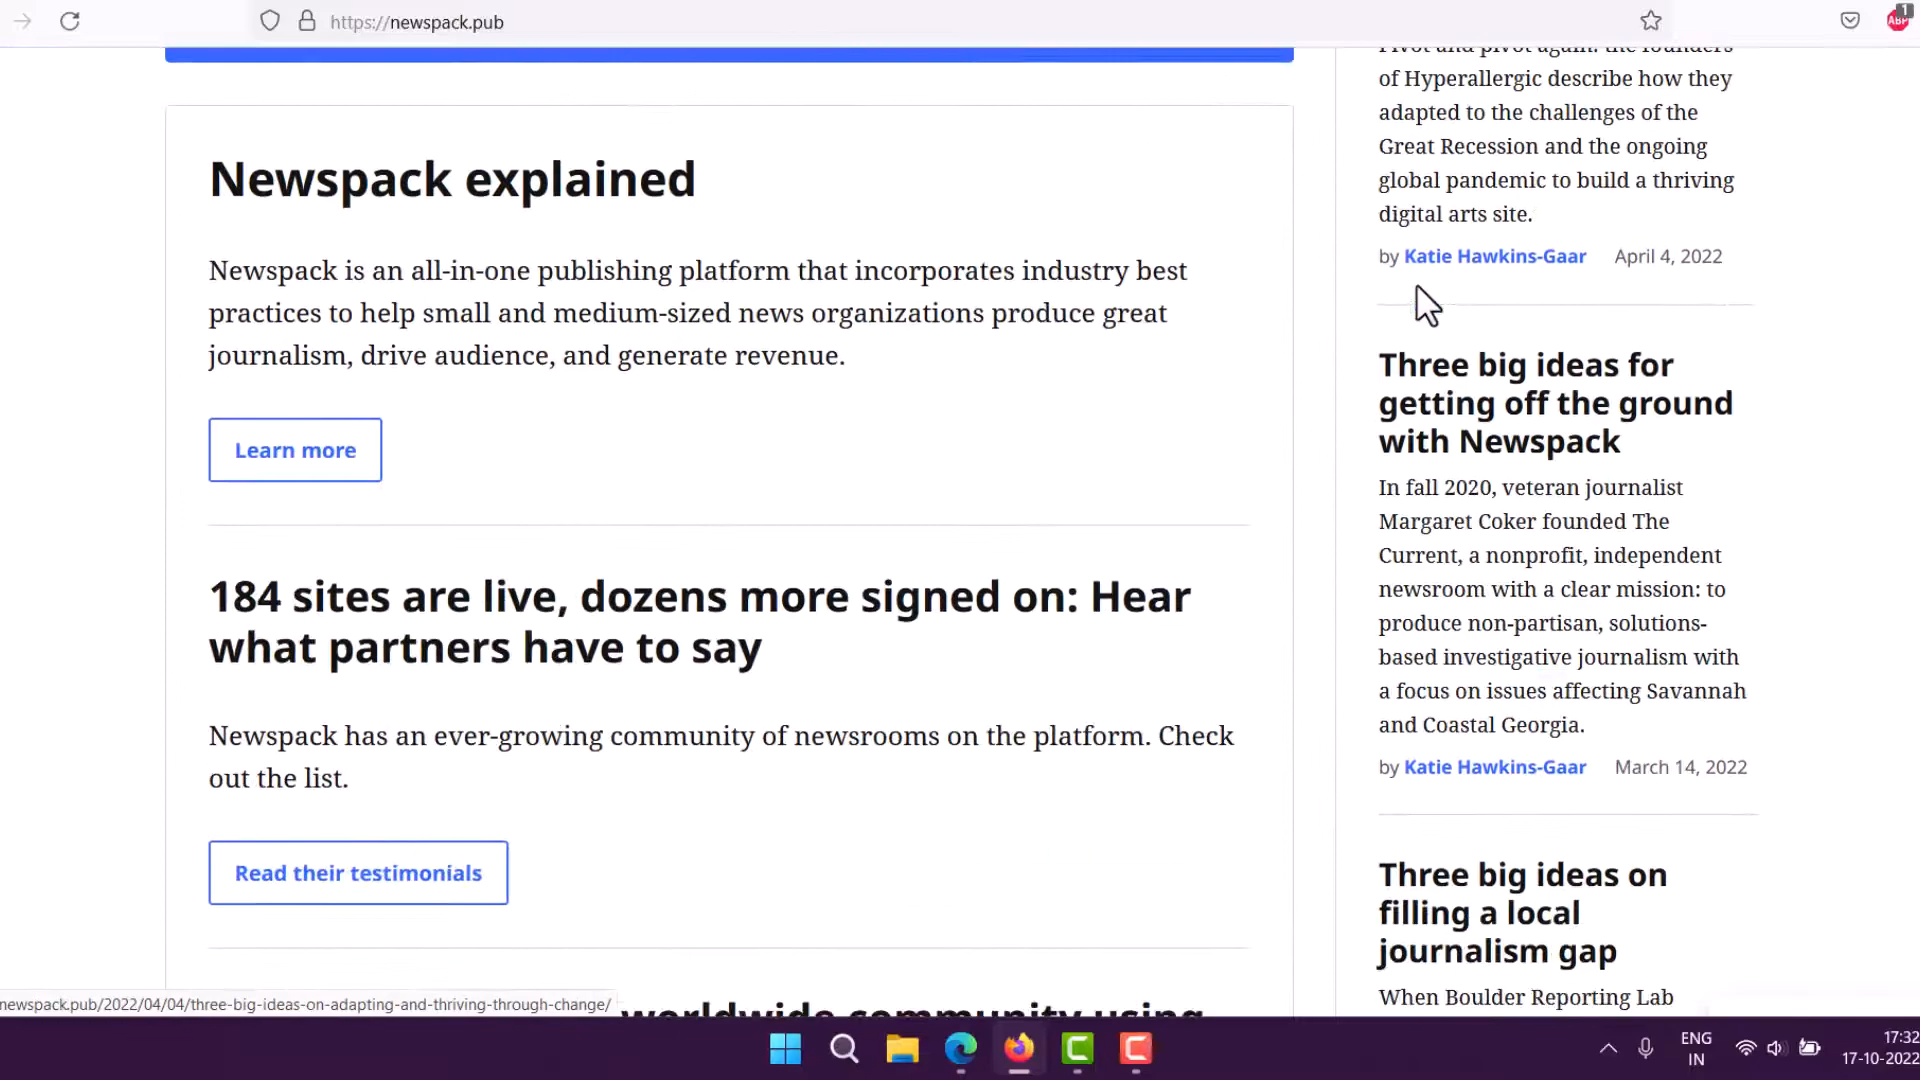 https://newspack.pub
ABP
1
Newspack explained
Newspack is an all-in-one publishing platform that incorporates industry best
practices to help small and medium-sized news organizations produce great
journalism, drive audience, and generate revenue.
Learn more
184 sites are live, dozens more signed on: Hear
what partners have to say
Newspack has an ever-growing community of newsrooms on the platform. Check
out the list.
Read their testimonials
worldwide community using
Pivot and pivot again: the founders
of Hyperallergic describe how they
adapted to the challenges of the
Great Recession and the ongoing
global pandemic to build a thriving
digital arts site.
by Katie Hawkins-Gaar April 4, 2022
Three big ideas for
getting off the ground
with Newspack
In fall 2020, veteran journalist
Margaret Coker founded The
Current, a nonprofit, independent
newsroom with a clear mission: to
produce non-partisan, solutions-
based investigative journalism with
a focus on issues affecting Savannah
and Coastal Georgia.
by Katie Hawkins-Gaar March 14, 2022
Three big ideas on
filling a local
journalism gap
When Boulder Reporting Lab
newspack.pub/2022/04/04/three-big-ideas-on-adapting-and-thriving-through-change/
ENG
IN
17:32
17-10-2022